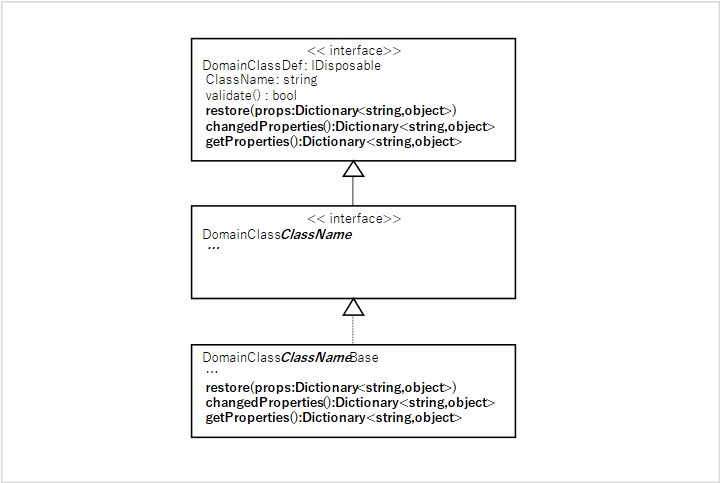 << interface>>
DomainClassDef: IDisposable
ClassName: string
validate() : bool
restore(props:Dictionary<string,object>)
changedProperties():Dictionary<string,object>
getProperties():Dictionary<string,object>
<< interface>>
DomainClassClassName
…
DomainClassClassNameBase
…
restore(props:Dictionary<string,object>)
changedProperties():Dictionary<string,object>
getProperties():Dictionary<string,object>